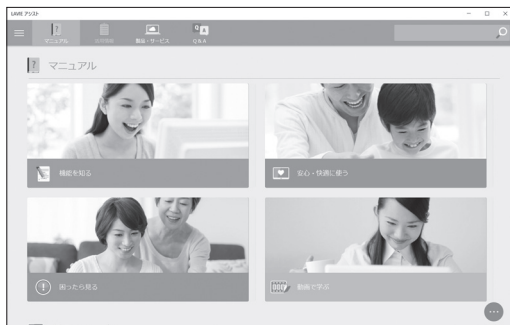 LAVIE アシスト
マニュアル
製品・サービス
Q & A
マニュアル
機能を知る
安心・快適に使う
困ったら見る
動画で学ぶ